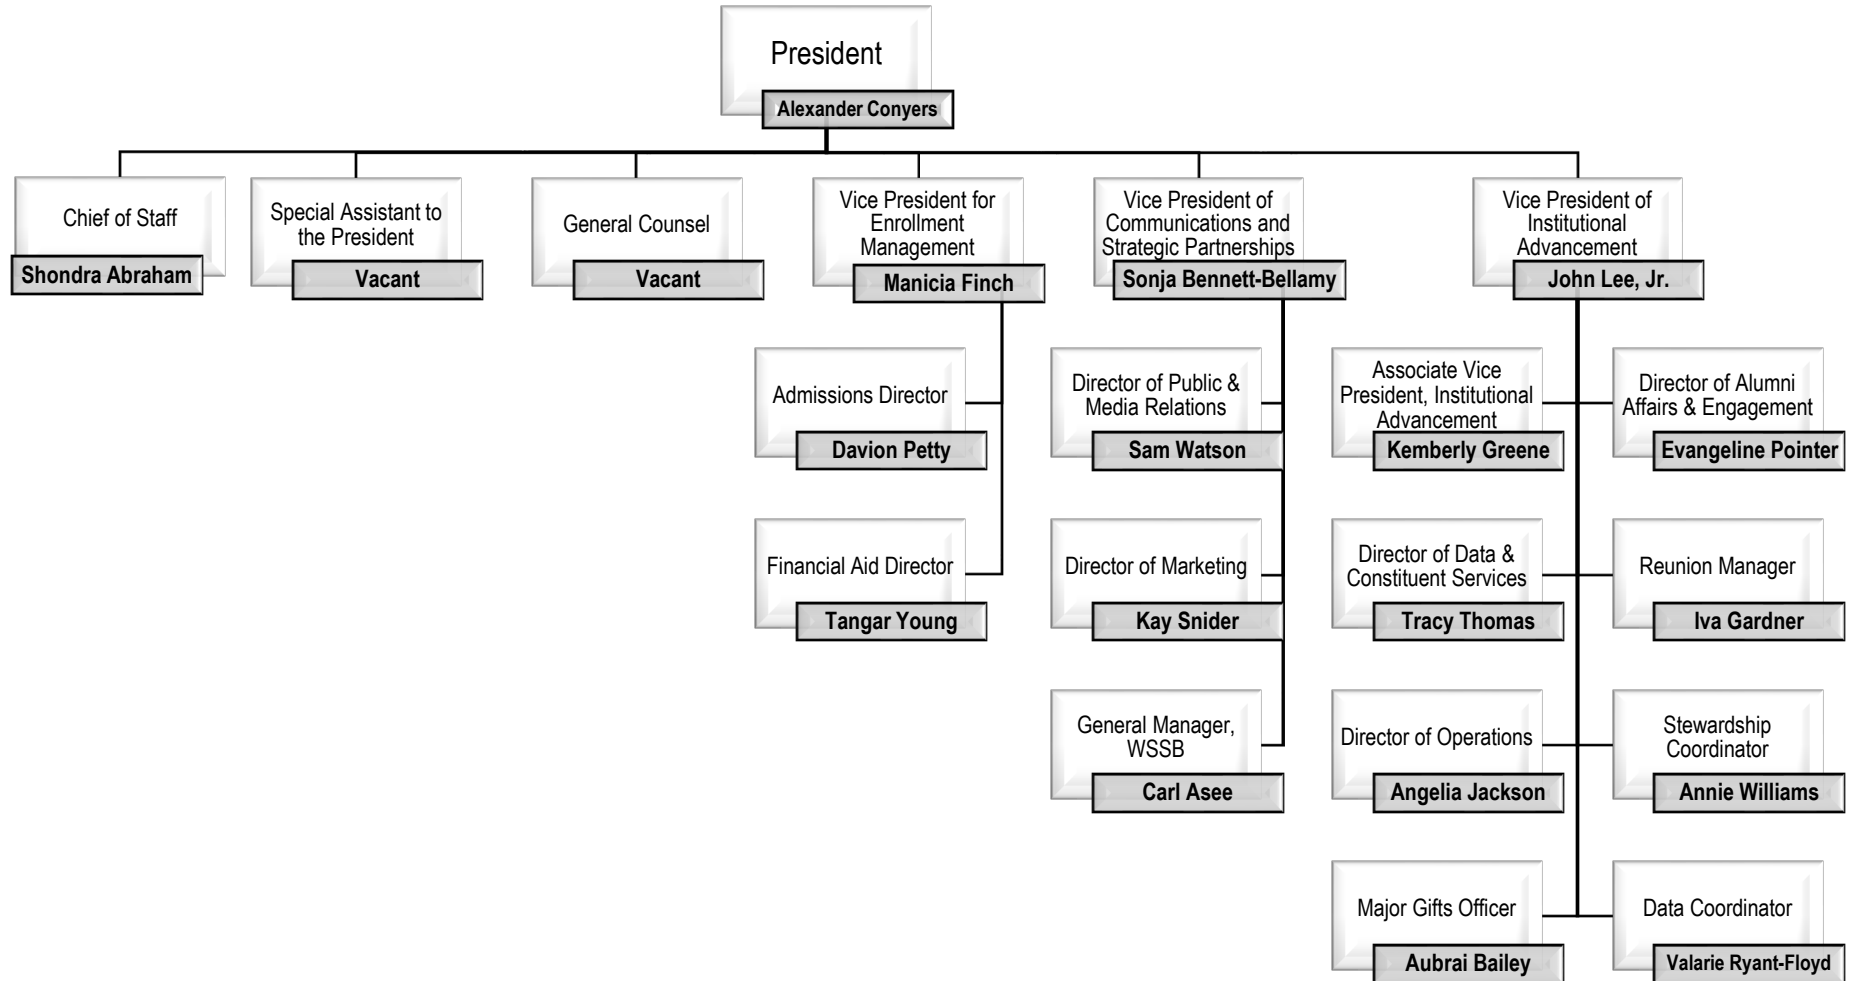 President
Alexander Conyers
Chief of Staff
Shondra Abraham
Special Assistant to
the President
Vacant
General Counsel
Vacant
Vice President for
Enrollment
Management
Manicia Finch
Vice President of
Communications and
Strategic Partnerships
Sonja Bennett-Bellamy
Vice President of
Institutional
Advancement
John Lee, Jr.
Admissions Director
Davion Petty
Financial Aid Director
Tangar Young
Director of Public &
Media Relations
Sam Watson
Director of Marketing
Kay Snider
General Manager,
WSSB
Carl Asee
Associate Vice
President, Institutional
Advancement
Kemberly Greene
Director of Alumni
Affairs & Engagement
Evangeline Pointer
Director of Data &
Constituent Services
Tracy Thomas
Reunion Manager
Iva Gardner
Director of Operations
Angelia Jackson
Stewardship
Coordinator
Annie Williams
Major Gifts Officer
Aubrai Bailey
Data Coordinator
Valarie Ryant-Floyd